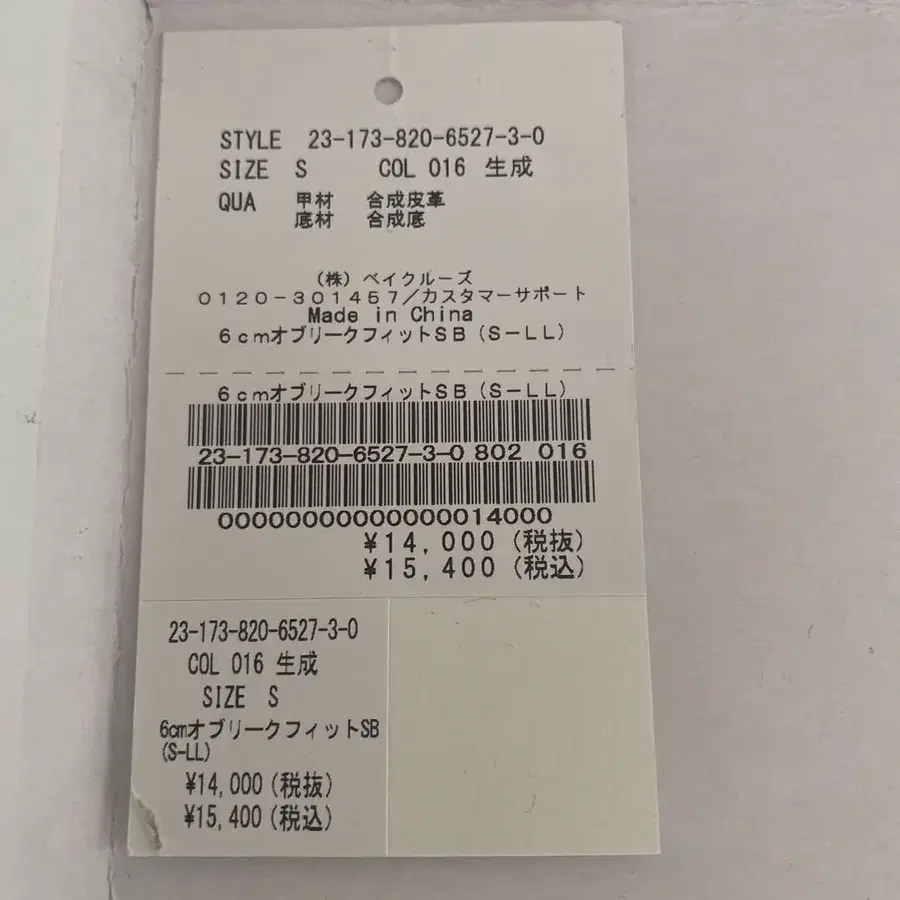 STYLE 23-173-820-6527-3-0
SIZE S COL 016 生成
QUA 甲材 合成皮革
底材 合成底
（株）ベイクルーズ
０１２０－３０１４５７／カスタマーサポート
Made in China
６ｃｍオブリークフィットＳＢ（Ｓ－ＬＬ）
６ｃｍオブリークフィットＳＢ（Ｓ－ＬＬ）
23-173-820-6527-3-0 802 016
00000000000000014000
¥14,000（税抜）
¥15,400（税込）
23-173-820-6527-3-0
COL 016 生成
SIZE S
6cmオブリークフィットSB
(S-LL)
¥14,000(税抜)
¥15,400(税込)